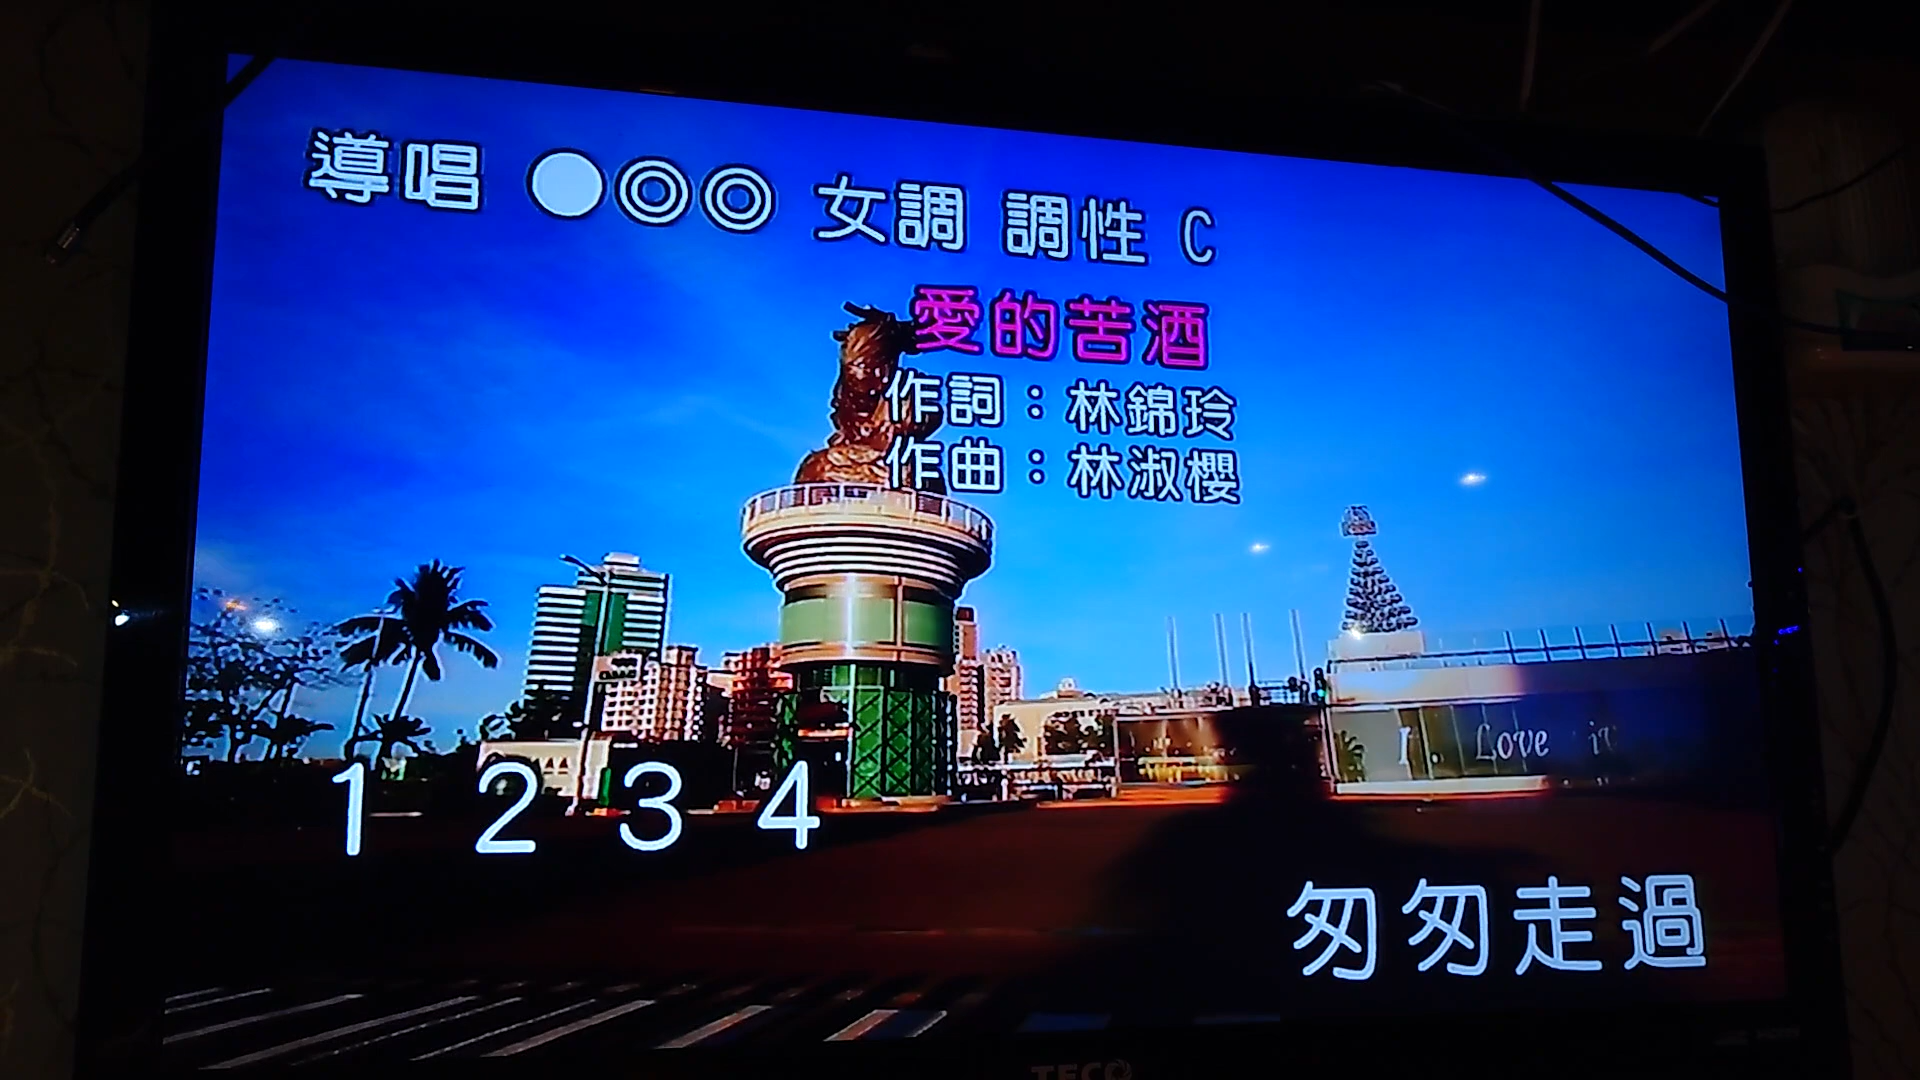 導唱 ●◎◎ 女調 調性 C
愛的苦酒
作詞：林錦玲
作曲：林淑櫻
I . Love
1 2 3 4
匆匆走過
TECO